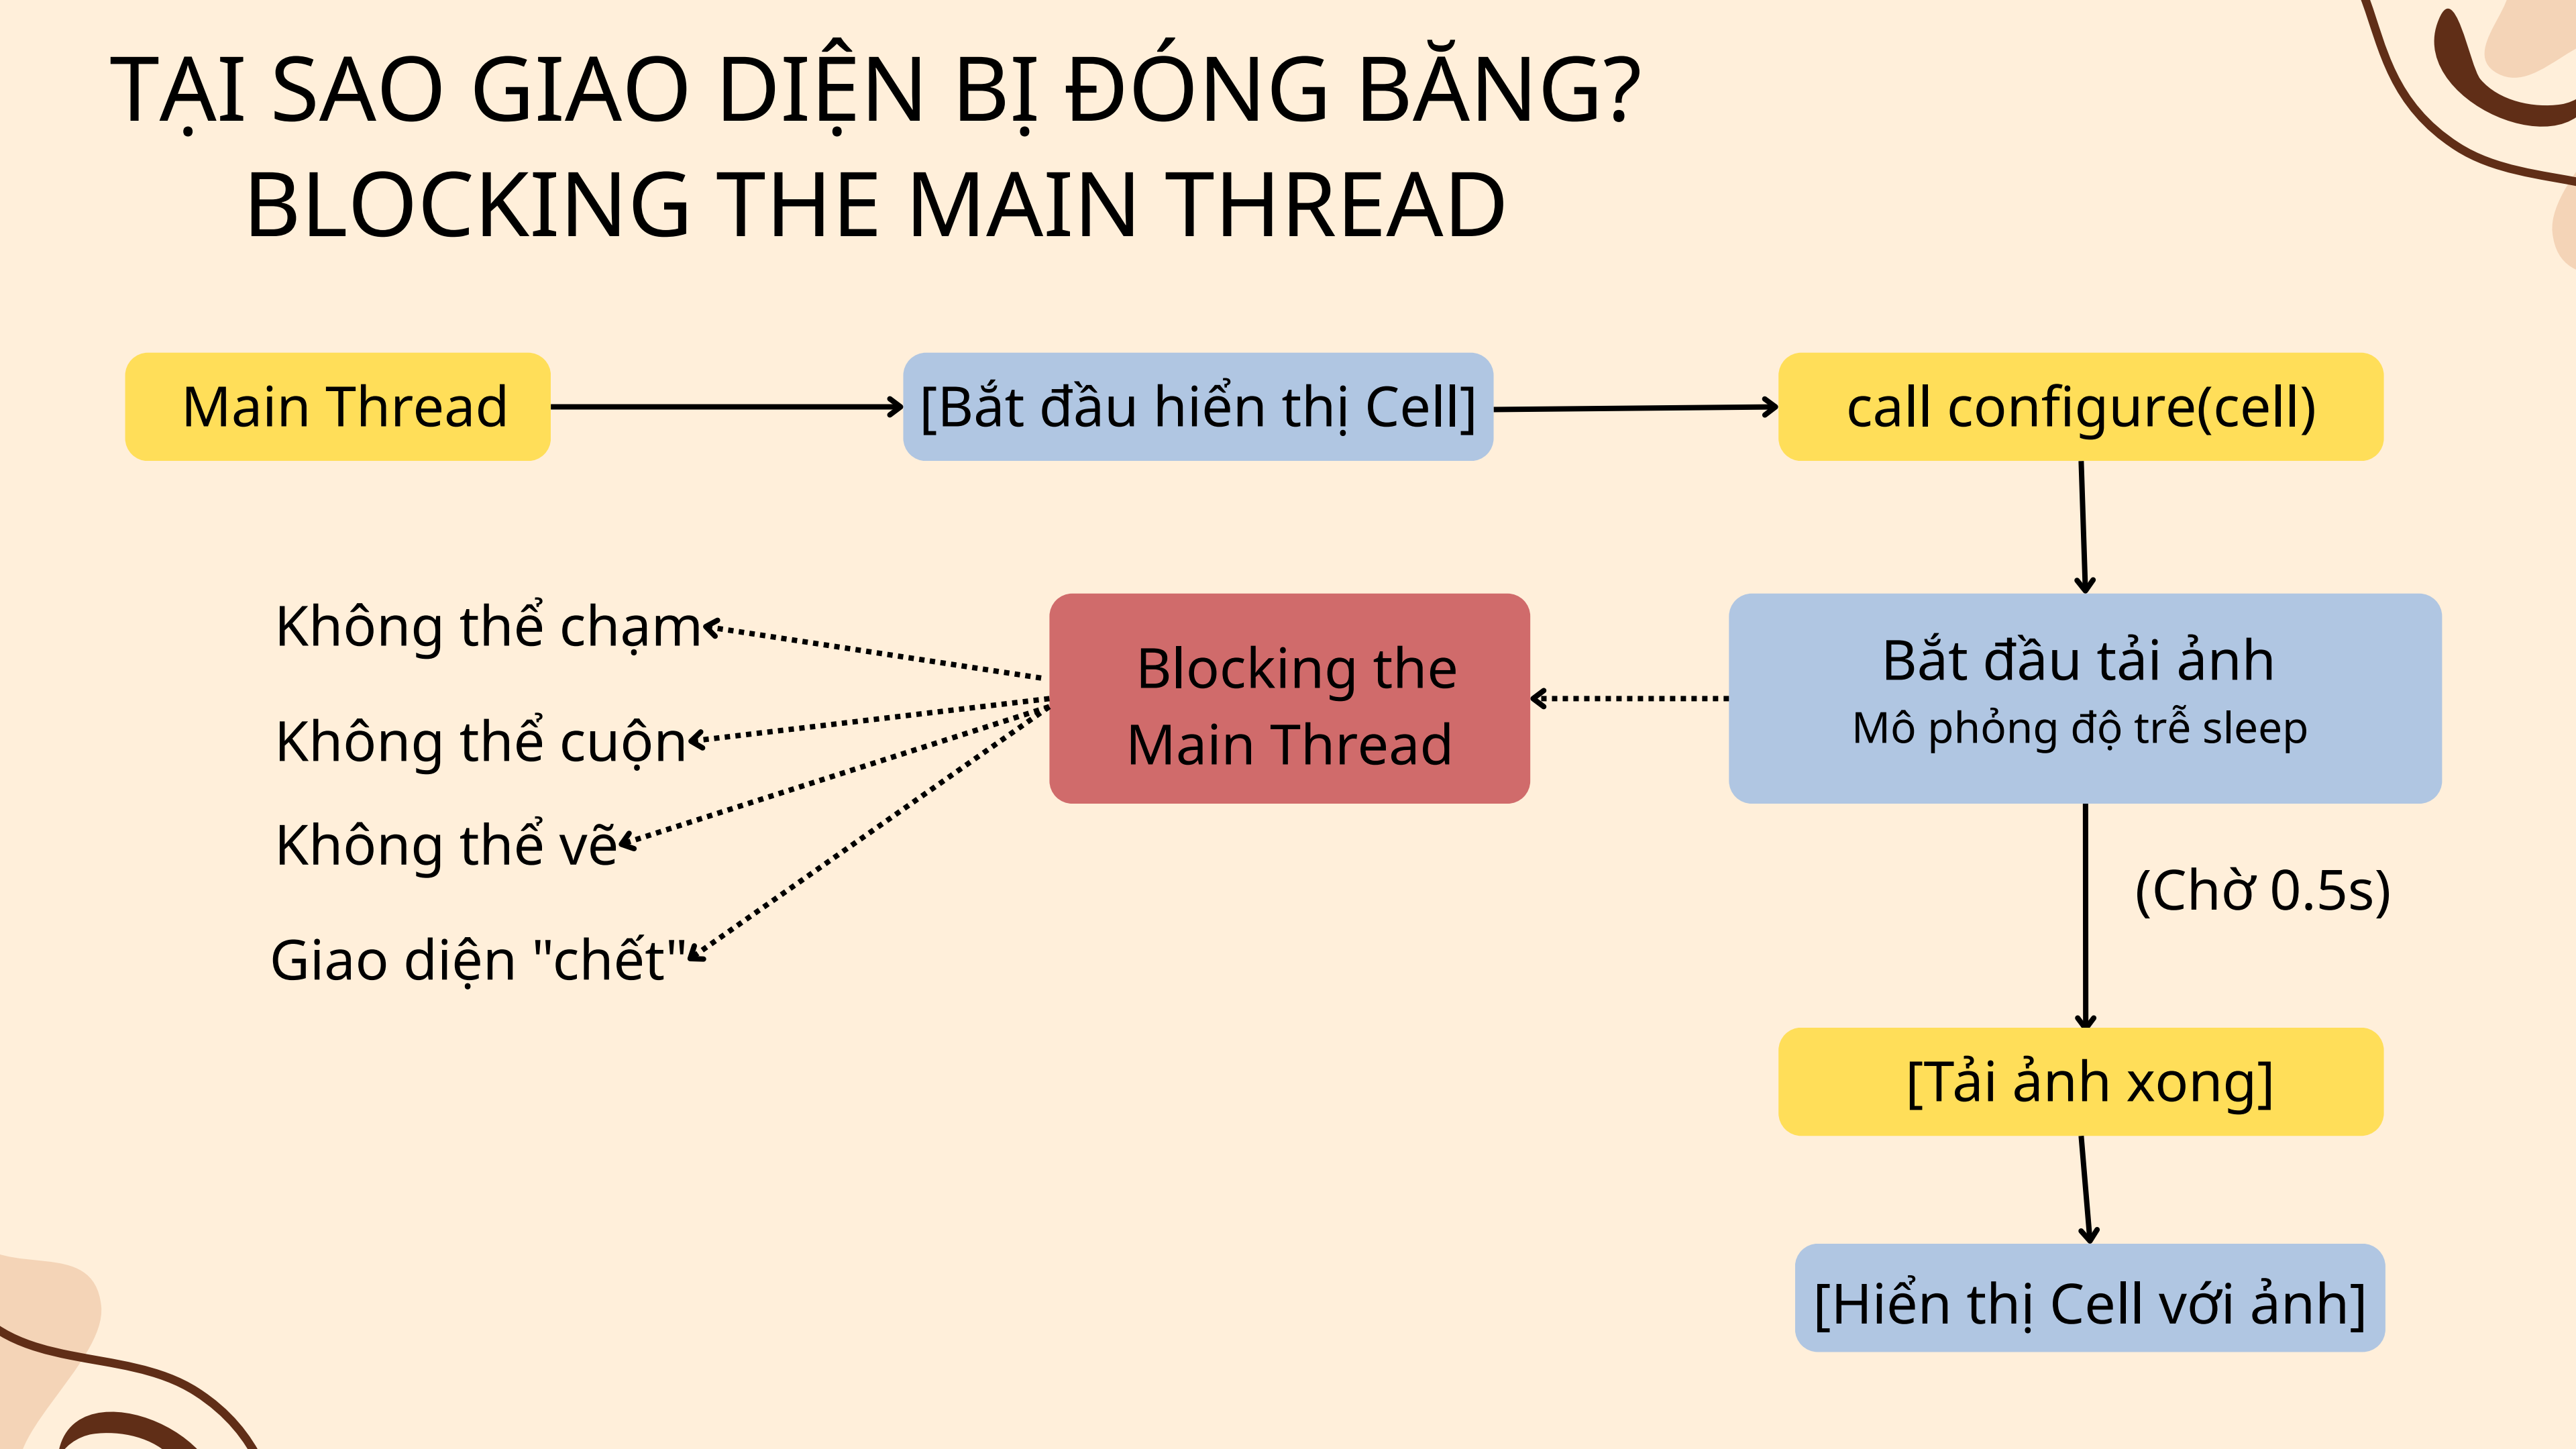 TẠI SAO GIAO DIỆN BỊ ĐÓNG BĂNG?
BLOCKING THE MAIN THREAD
Main Thread
[Bắt đầu hiển thị Cell]
call configure(cell)
Không thể chạm
Không thể cuộn
Không thể vẽ
Giao diện "chết"
Blocking the
Main Thread
Bắt đầu tải ảnh
Mô phỏng độ trễ sleep
(Chờ 0.5s)
[Tải ảnh xong]
[Hiển thị Cell với ảnh]